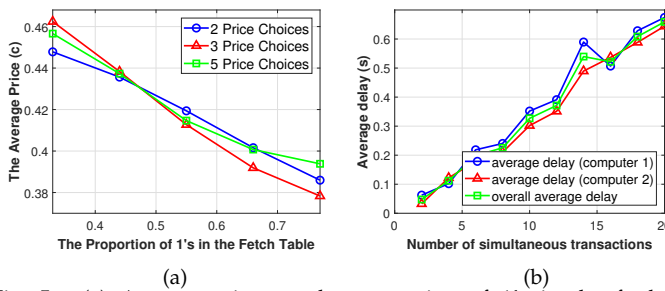 The Average Price (c)
0.46
0.44
0.42
0.4
0.38
0.4
0.5
0.6
0.7
The Proportion of 1's in the Fetch Table
2 Price Choices
3 Price Choices
5 Price Choices
(a)
Average delay (s)
0.6
0.5
0.4
0.3
0.2
0.1
0
0
5
10
15
20
Number of simultaneous transactions
average delay (computer 1)
average delay (computer 2)
overall average delay
(b)